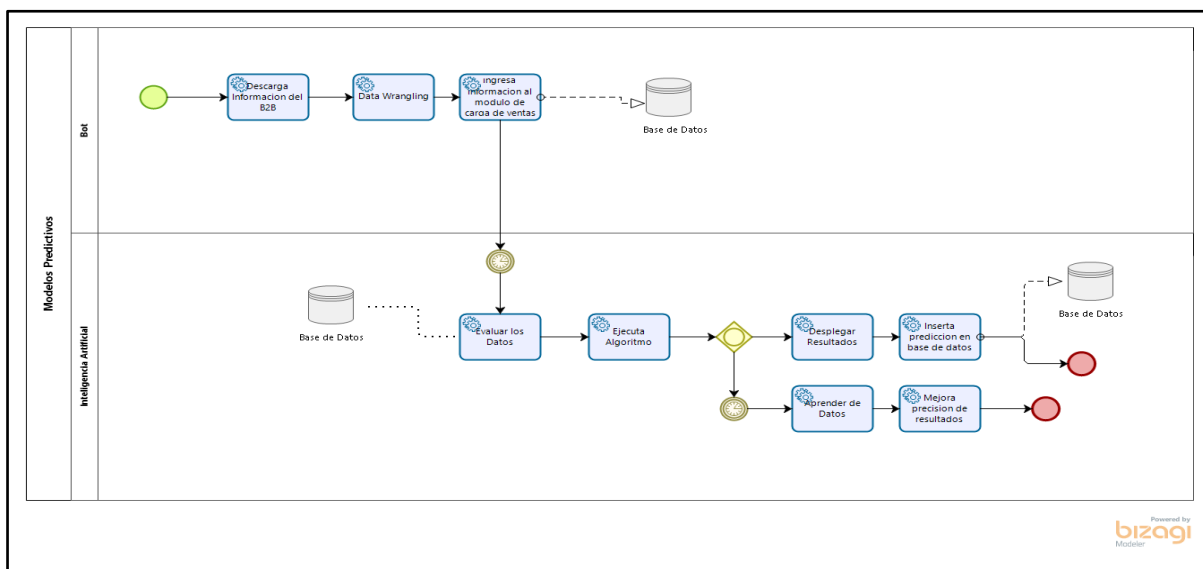 Modelos Predictivos
Bot
Descarga
Informacion del
B2B
Data Wrangling
Ingresa
informacion al
modulo de
carga de ventas
Base de Datos
Inteligencia Artificial
Base de Datos
Evaluar los
Datos
Ejecuta
Algoritmo
Desplegar
Resultados
Inserta
prediccion en
base de datos
Base de Datos
Aprender de
Datos
Mejora
precision de
resultados
Powered by
bizagi
Modeler